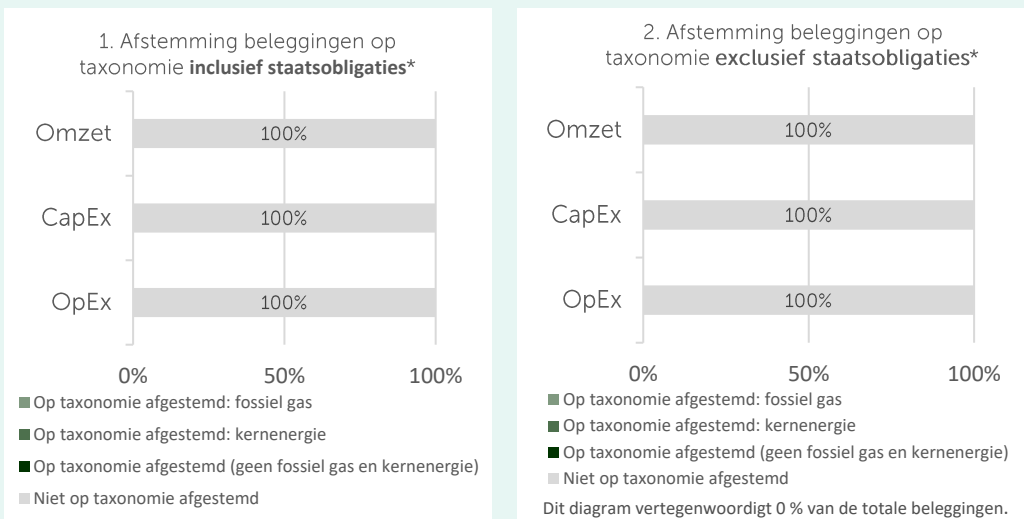 1. Afstemming beleggingen op
taxonomie inclusief staatsobligaties*
Omzet
100%
CapEx
100%
OpEx
100%
0%
50%
100%
Op taxonomie afgestemd: fossiel gas
Op taxonomie afgestemd: kernenergie
Op taxonomie afgestemd (geen fossiel gas en kernenergie)
Niet op taxonomie afgestemd
2. Afstemming beleggingen op
taxonomie exclusief staatsobligaties*
Omzet
100%
CapEx
100%
OpEx
100%
0%
50%
100%
Op taxonomie afgestemd: fossiel gas
Op taxonomie afgestemd: kernenergie
Op taxonomie afgestemd (geen fossiel gas en kernenergie)
Niet op taxonomie afgestemd
Dit diagram vertegenwoordigt 0 % van de totale beleggingen.